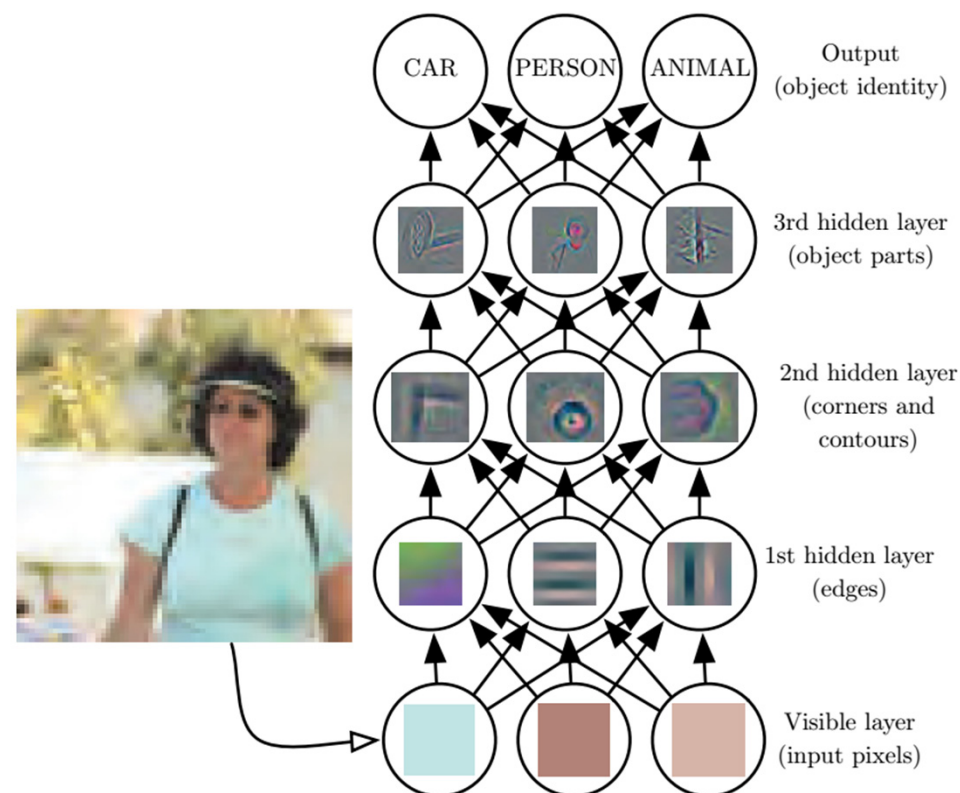 CAR
PERSON
ANIMAL
Output
(object identity)
3rd hidden layer
(object parts)
2nd hidden layer
(corners and
contours)
1st hidden layer
(edges)
Visible layer
(input pixels)